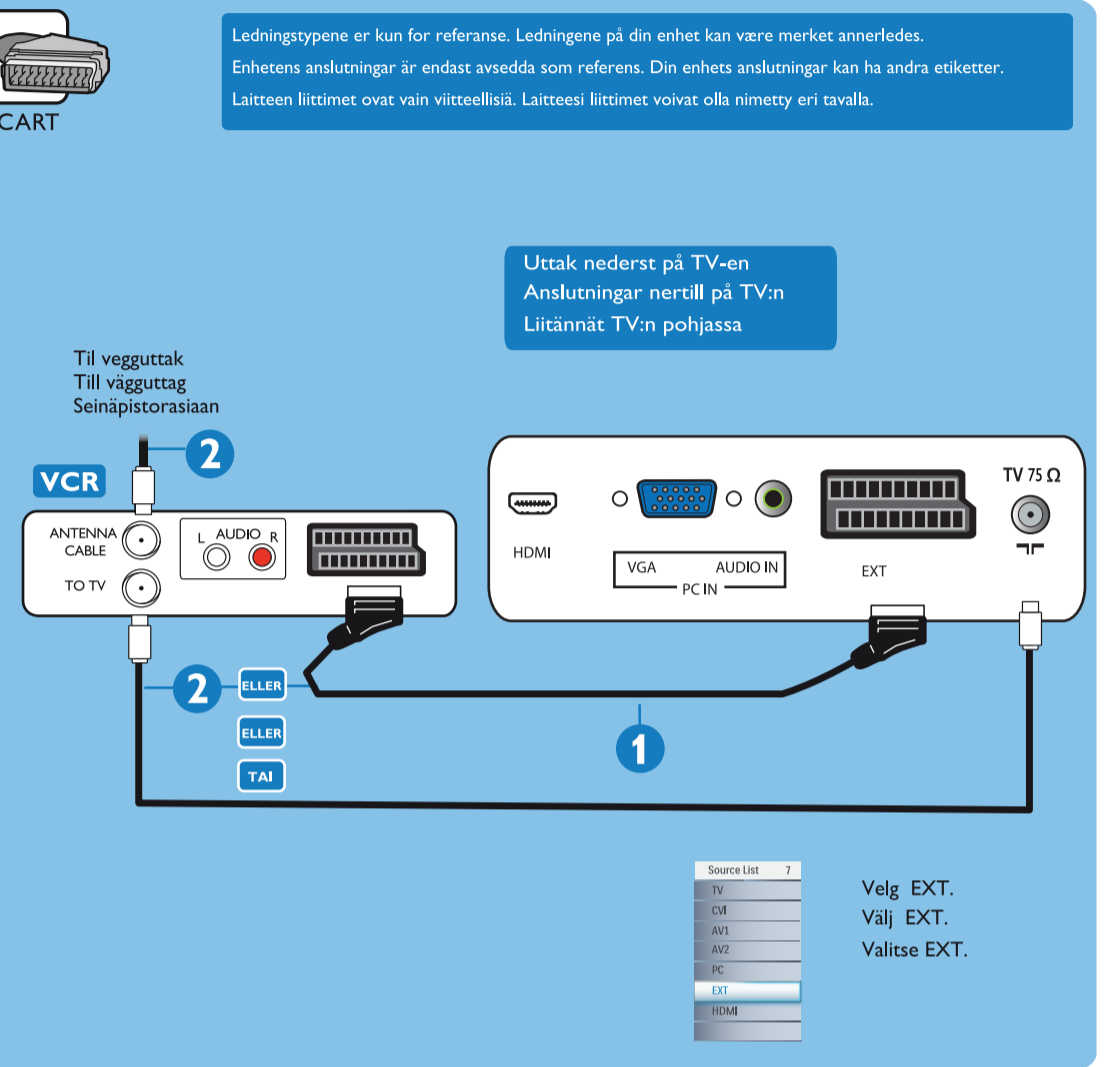 CART
Ledningstypene er kun for referanse. Ledningene på din enhet kan være merket annerledes.
Enhetens anslutningar är endast avsedda som referens. Din enhets anslutningar kan ha andra etiketter.
Laitteen liittimet ovat vain viitteellisiä. Laitteesi liittimet voivat olla nimetty eri tavalla.
Uttak nederst på TV-en
Anslutningar nertill på TV:n
Liitännät TV:n pohjassa
Til vegguttak
Till vägguttag
Seinäpistorasiaan
2
VCR
ANTENNA
CABLE
TO TV
L AUDIO R
HDMI
VGA AUDIO IN
PC IN
EXT
TV 75 Ω
2
ELLER
ELLER
TAI
1
Source List 7
TV
CVI
AV1
AV2
PC
EXT
HDMI
Velg EXT.
Välj EXT.
Valitse EXT.